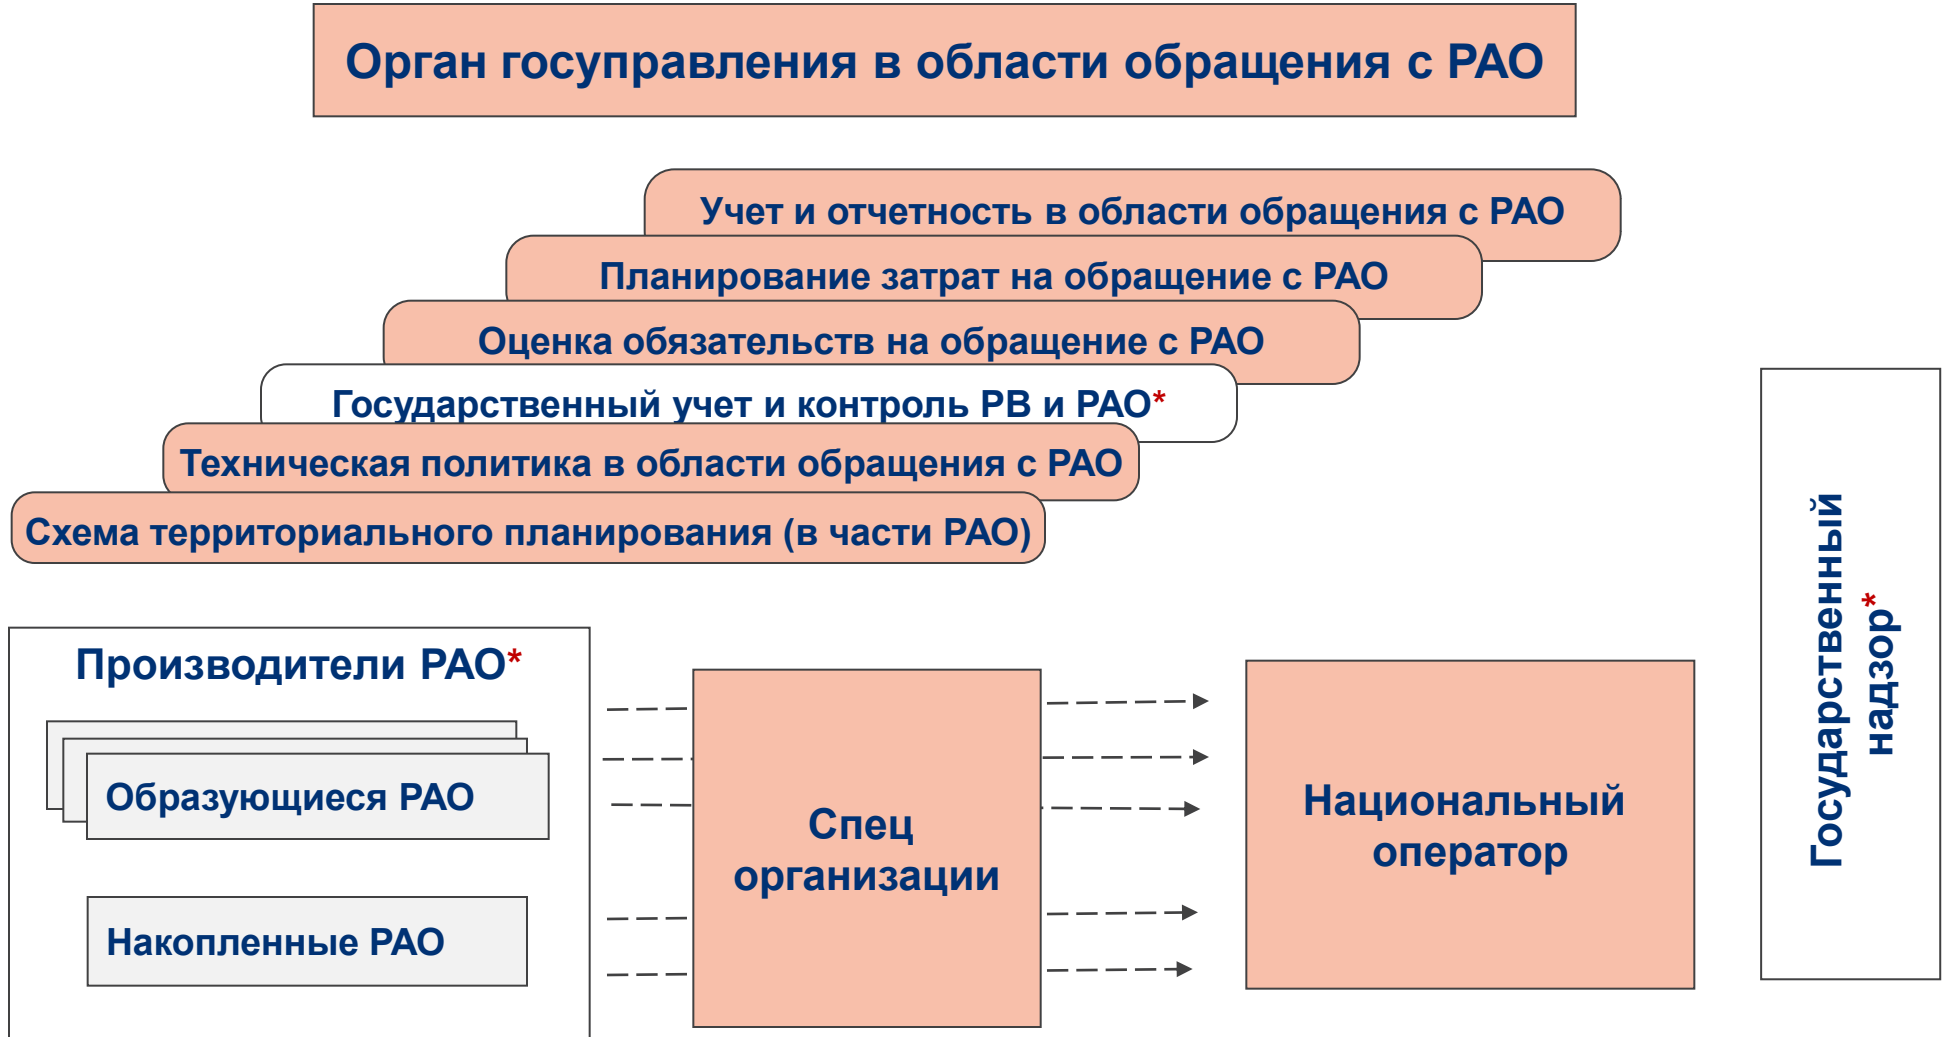 Орган госуправления в области обращения с РАО
Учет и отчетность в области обращения с РАО
Планирование затрат на обращение с РАО
Оценка обязательств на обращение с РАО
Государственный учет и контроль РВ и РАО*
Техническая политика в области обращения с РАО
Схема территориального планирования (в части РАО)
Производители РАО*
Образующиеся РАО
Накопленные РАО
Спец
организации
Национальный
оператор
Государственный
надзор*